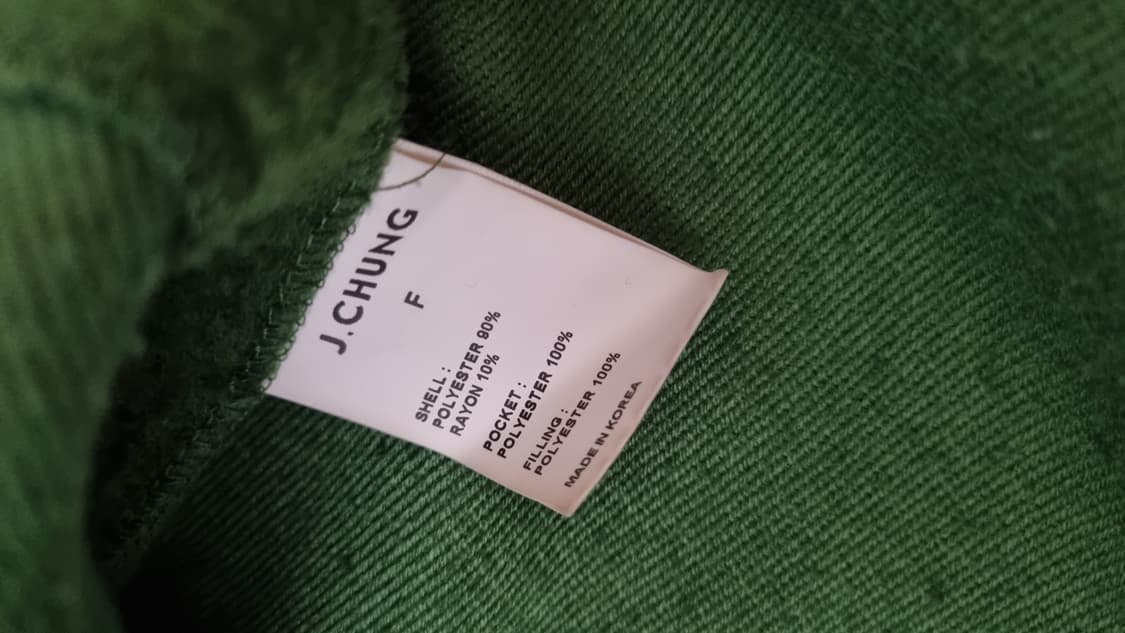 J.CHUNG
F
SHELL :
POLYESTER 90%
RAYON 10%
POCKET :
POLYESTER 100%
FILLING :
POLYESTER 100%
MADE IN KOREA